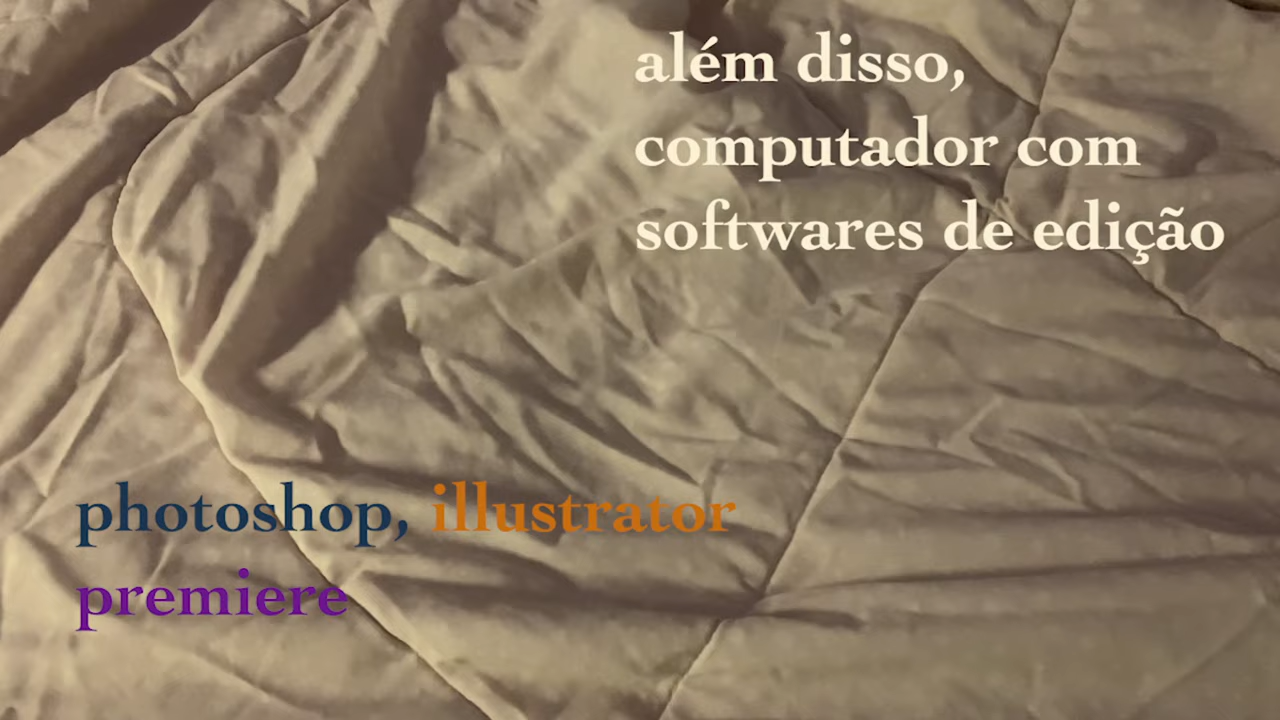 além disso,
computador com
softwares de edição
photoshop, illustrator
premiere